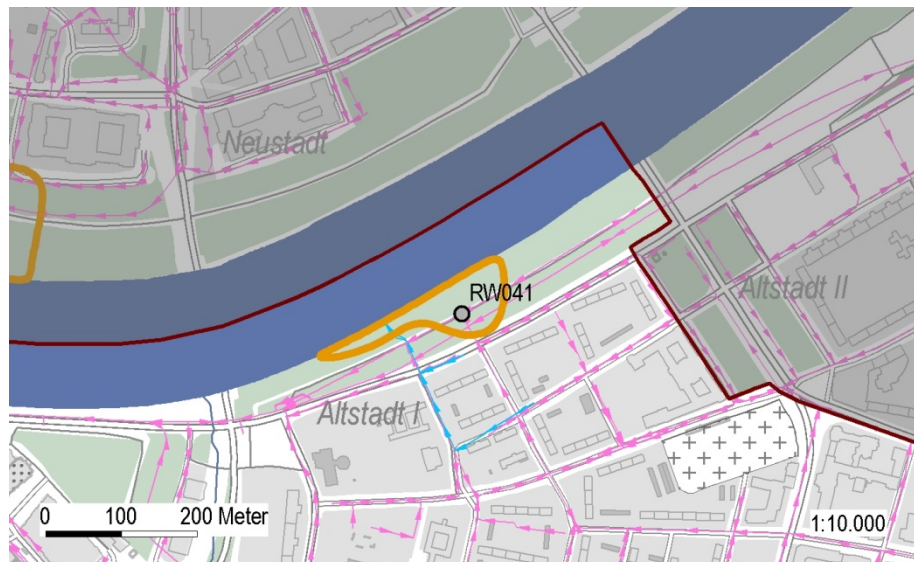 Neustadt
RW041
Altstadt II
Altstadt I
0 100 200 Meter
1:10.000